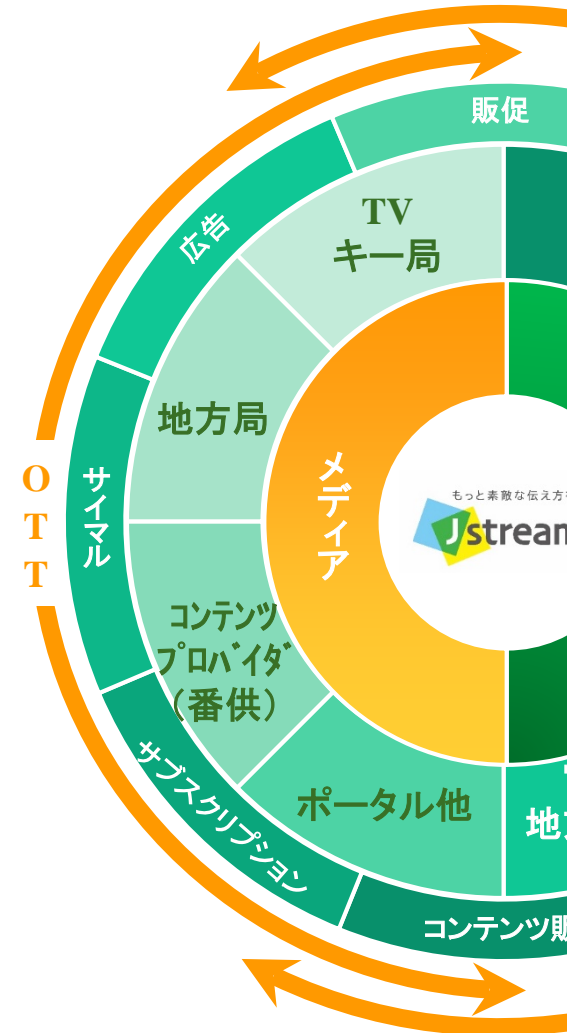 販促
TV
キー局
広告
地方局
メディア
サイマル
OTT
もっと素敵な伝え方
Jstream
コンテンツ
プロバイダ
（番供）
サブスクリプション
ポータル他
地
コンテンツ販